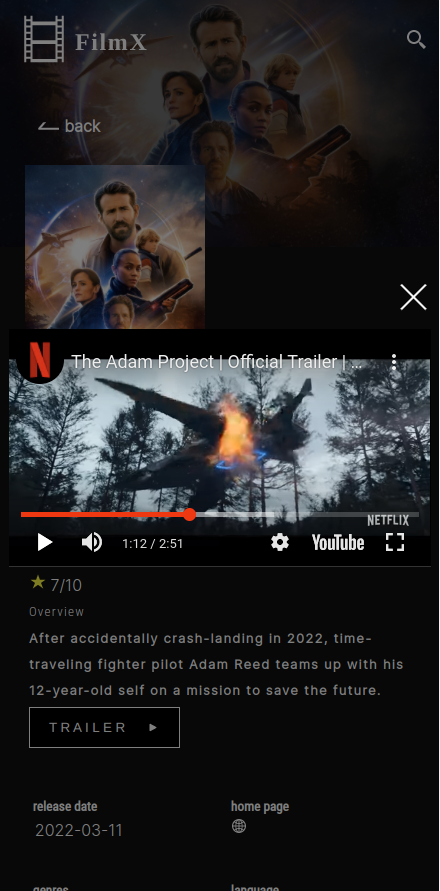 FilmX
back
The Adam Project | Official Trailer | ...
NETFLIX
1:12 / 2:51
YouTube
7/10
Overview
After accidentally crash-landing in 2022, time-
traveling fighter pilot Adam Reed teams up with his
12-year-old self on a mission to save the future.
TRAILER
release date
home page
2022-03-11
genres
language